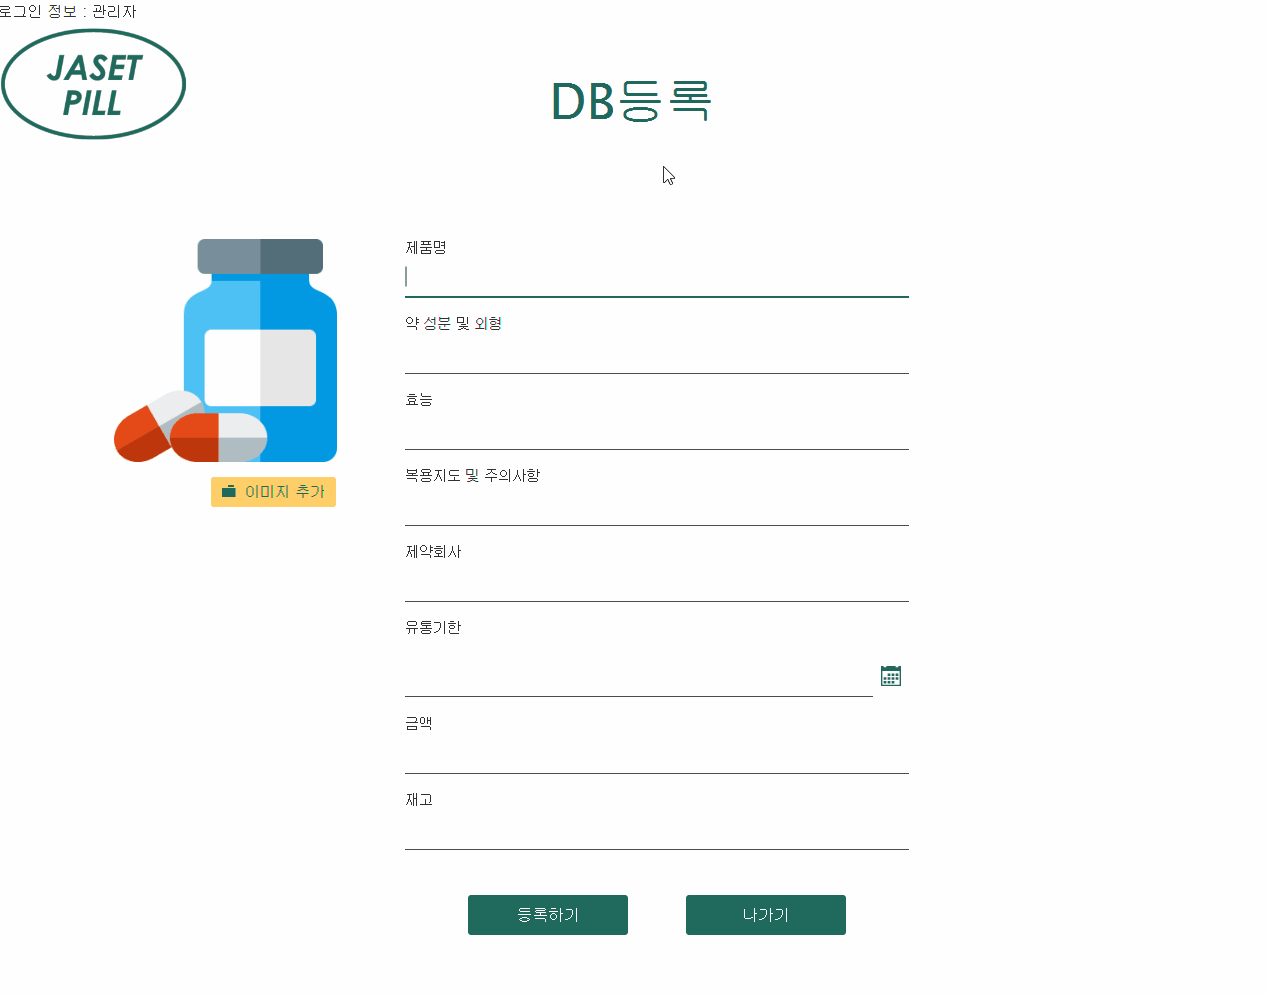 로그인 정보 : 관리자
JASET
PILL
DB등록
제품명
약 성분 및 외형
효능
복용지도 및 주의사항
이미지 추가
제약회사
유통기한
금액
재고
등록하기
나가기